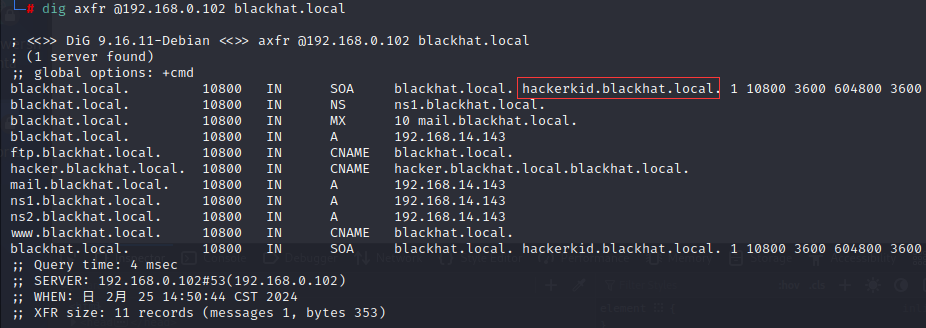 └─# dig axfr @192.168.0.102 blackhat.local
; <<>> DiG 9.16.11-Debian <<>> axfr @192.168.0.102 blackhat.local
; (1 server found)
;; global options: +cmd
blackhat.local. 10800 IN SOA blackhat.local. hackerkid.blackhat.local. 1 10800 3600 604800 3600
blackhat.local. 10800 IN NS ns1.blackhat.local.
blackhat.local. 10800 IN MX 10 mail.blackhat.local.
blackhat.local. 10800 IN A 192.168.14.143
ftp.blackhat.local. 10800 IN CNAME blackhat.local.
hacker.blackhat.local. 10800 IN CNAME hacker.blackhat.local.blackhat.local.
mail.blackhat.local. 10800 IN A 192.168.14.143
ns1.blackhat.local. 10800 IN A 192.168.14.143
ns2.blackhat.local. 10800 IN A 192.168.14.143
www.blackhat.local. 10800 IN CNAME blackhat.local.
blackhat.local. 10800 IN SOA blackhat.local. hackerkid.blackhat.local. 1 10800 3600 604800 3600
;; Query time: 4 msec
;; SERVER: 192.168.0.102#53(192.168.0.102)
;; WHEN: 日 2月 25 14:50:44 CST 2024
;; XFR size: 11 records (messages 1, bytes 353)